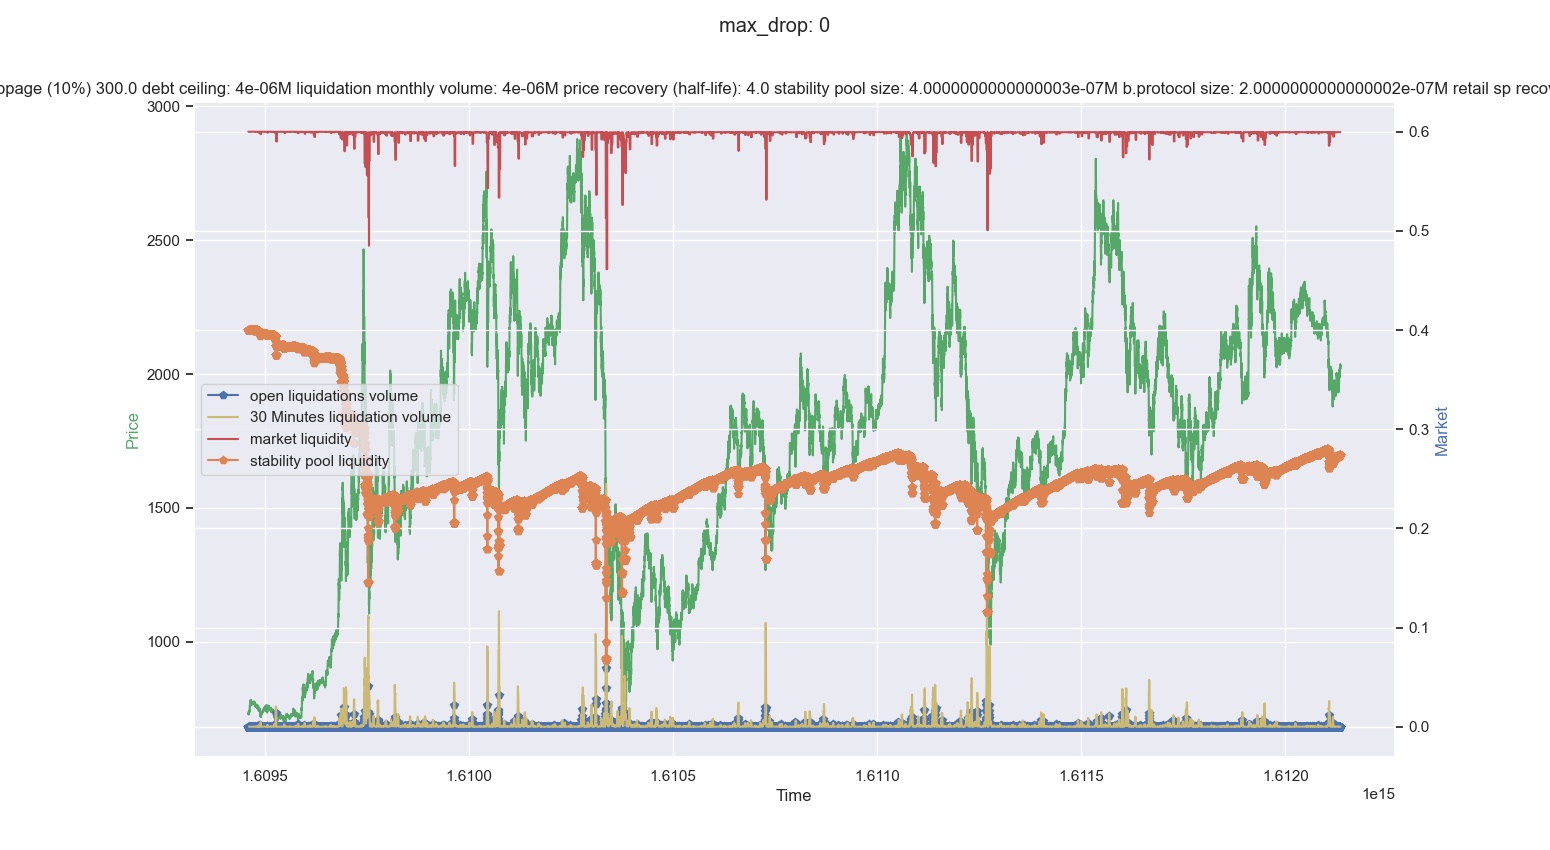 max_drop: 0
300.0 debt ceiling: 4e-06M liquidation monthly volume: 4e-06M price recovery (half-life): 4.0 stability pool size: 4.0000000000000003e-07M b.protocol size: 2.0000000000000002e-07M retail sp
(10%)
3000
2500
2000
1500
1000
Price
open liquidations volume
30 Minutes liquidation volume
market liquidity
stability pool liquidity
0.6
0.5
0.4
0.3
0.2
0.1
0.0
Market
1.6095
1.6100
1.6105
1.6110
1.6115
1.6120
1e15
Time